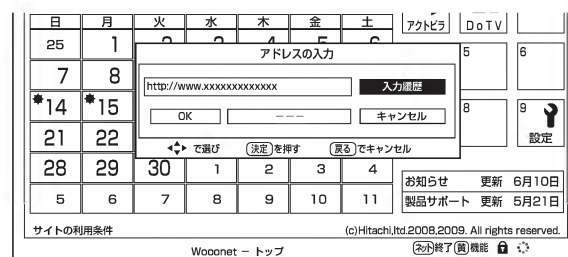 日 月 火 水 木 金 土
アクトビラ DoTV
25 1
アドレスの入力
5 6
7 8
http://www.xxxxxxxxxxxxx 入力履歴
14 15
OK --- キャンセル
8 9
設定
21 22
で選び 決定を押す 戻るでキャンセル
28 29 30 1 2 3 4
お知らせ 更新 6月10日
5 6 7 8 9 10 11
製品サポート 更新 5月21日
サイトの利用条件 (c)Hitachi,ltd.2008,2009. All rights reserved.
Wooonet − トップ ネット終了 黄機能